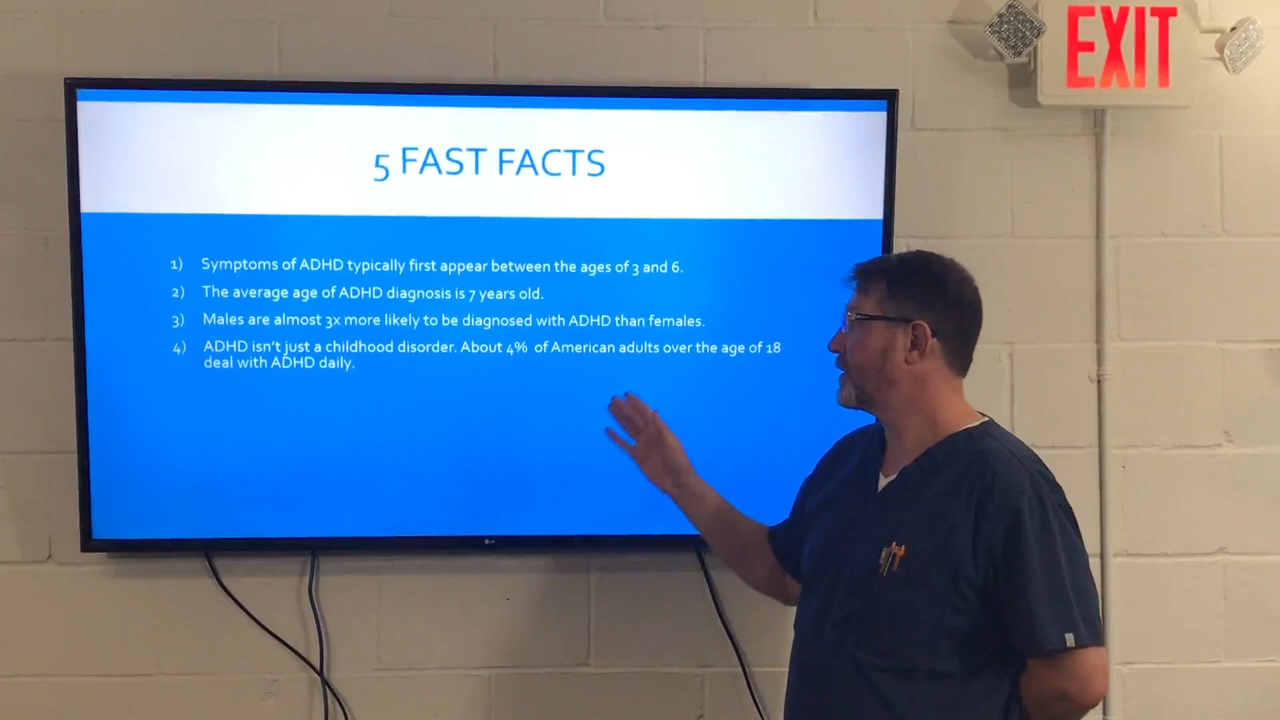 EXIT
5 FAST FACTS
1) Symptoms of ADHD typically first appear between the ages of 3 and 6.
2) The average age of ADHD diagnosis is 7 years old.
3) Males are almost 3x more likely to be diagnosed with ADHD than females.
4) ADHD isn't just a childhood disorder. About 4% of American adults over the age of 18
deal with ADHD daily.
LG